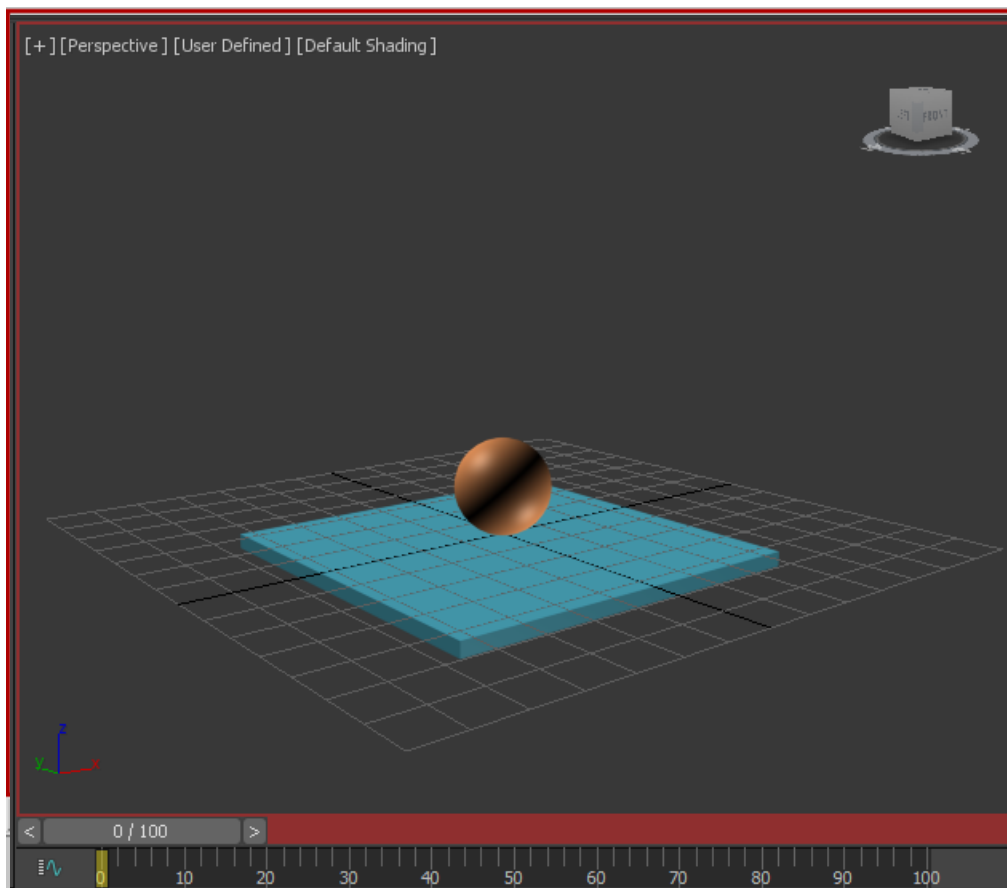 [+] [Perspective] [User Defined] [Default Shading]
FRONT
z
y x
< 0 / 100 >
0 10 20 30 40 50 60 70 80 90 100